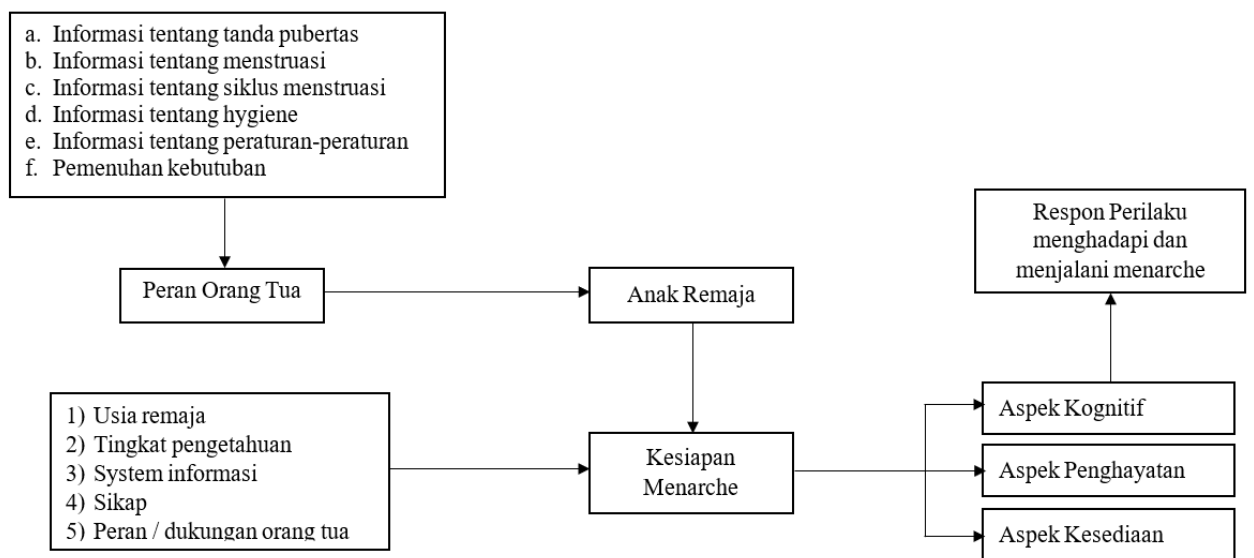 a. Informasi tentang tanda pubertas
b. Informasi tentang menstruasi
c. Informasi tentang siklus menstruasi
d. Informasi tentang hygiene
e. Informasi tentang peraturan-peraturan
f. Pemenuhan kebutuban
Respon Perilaku
menghadapi dan
menjalani menarche
Peran Orang Tua
Anak Remaja
1) Usia remaja
2) Tingkat pengetahuan
3) System informasi
4) Sikap
5) Peran / dukungan orang tua
Kesiapan
Menarche
Aspek Kognitif
Aspek Penghayatan
Aspek Kesediaan